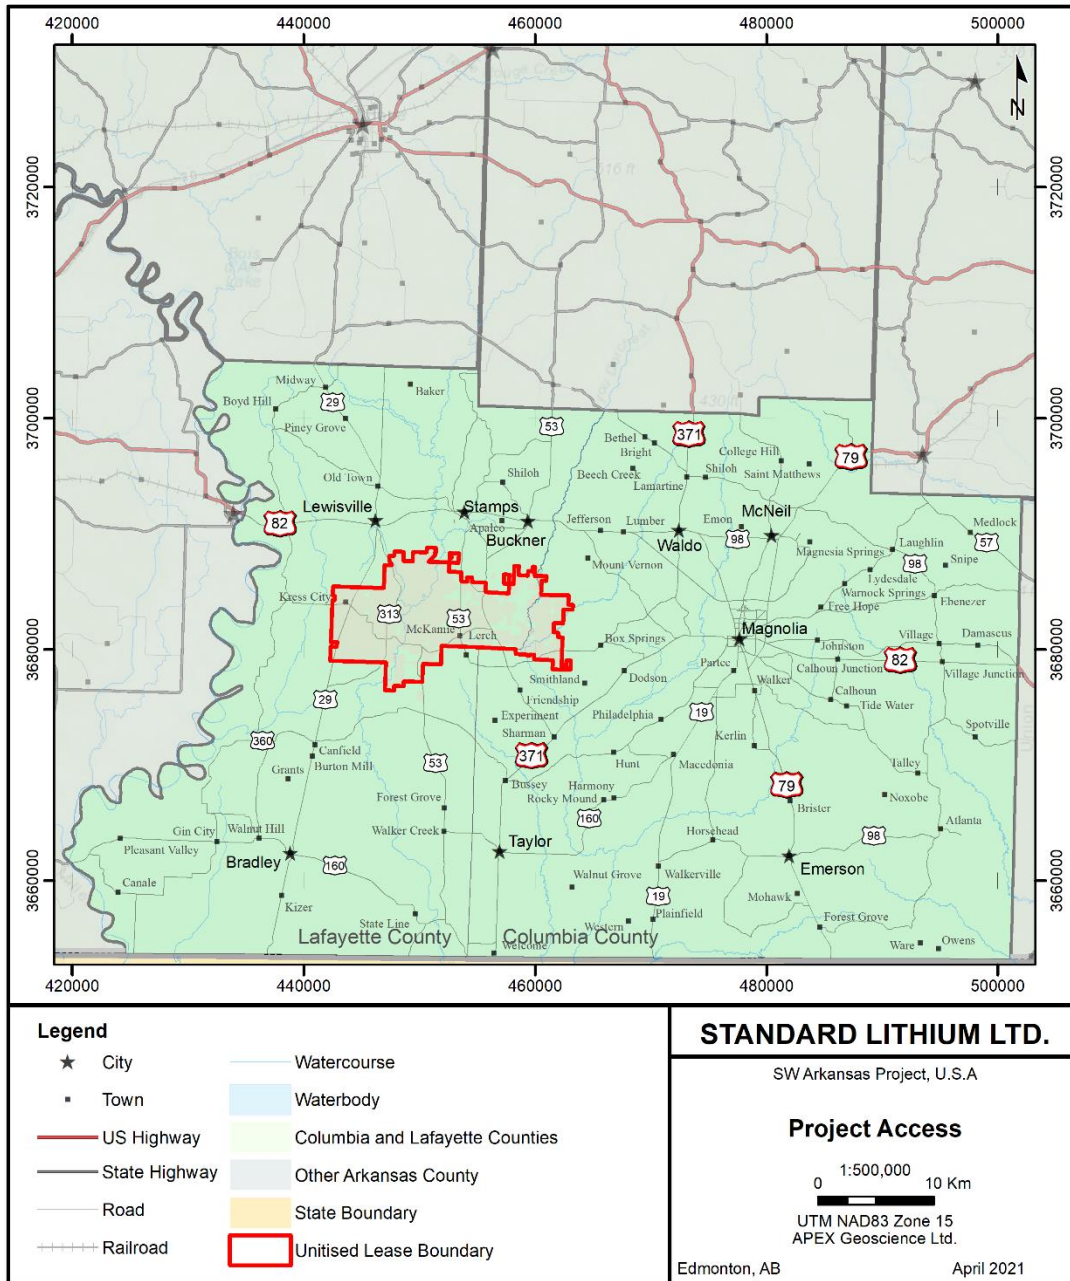 420000
440000
460000
480000
500000
3720000
3720000
N
516 ft
430 ft
3700000
3700000
Midway
Baker
29
Boyd Hill
Piney Grove
53
371
Bethel
Bright
College Hill
79
Beech Creek
Shiloh
Saint Matthews
Lamartine
Shiloh
Old Town
Lewisville
Stamps
82
Apalco
Buckner
Jefferson
Lumber
Emon
McNeil
98
Waldo
Medlock
57
Laughlin
Magnesia Springs
98
Snipe
Mount Vernon
Lydesdale
Warnock Springs
Ebenezer
Kress City
313
53
Free Hope
McKamie
Lerch
Magnolia
Box Springs
Johnston
Village
Damascus
3680000
3680000
82
Calhoun Junction
Village Junction
Partee
Smithland
Dodson
Walker
Calhoun
Tide Water
29
Friendship
Experiment
Philadelphia
19
360
Sharman
Kerlin
Spotville
Canfield
Burton Mill
53
371
Hunt
Macedonia
Talley
Grants
Bussey
Harmony
Rocky Mound
79
Noxobe
Forest Grove
Brister
160
Atlanta
Gin City
Walnut Hill
Walker Creek
Horsehead
98
Pleasant Valley
Bradley
160
Taylor
Emerson
3660000
3660000
Canale
Walnut Grove
Walkerville
Kizer
19
Mohawk
State Line
Western
Plainfield
Forest Grove
Lafayette County
Columbia County
Welcome
Ware
Owens
420000
440000
460000
480000
500000
Legend
City
Town
US Highway
State Highway
Road
Railroad
Watercourse
Waterbody
Columbia and Lafayette Counties
Other Arkansas County
State Boundary
Unitised Lease Boundary
STANDARD LITHIUM LTD.
SW Arkansas Project, U.S.A
Project Access
1:500,000
0 10 Km
UTM NAD83 Zone 15
APEX Geoscience Ltd.
Edmonton, AB
April 2021